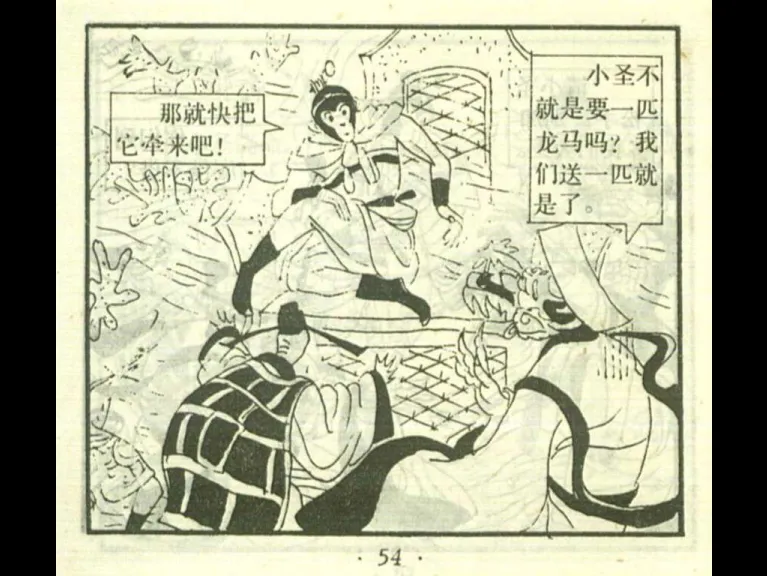 小圣不
就是要一匹
龙马吗？我
们送一匹就
是了。
那就快把
它牵来吧！
·54·